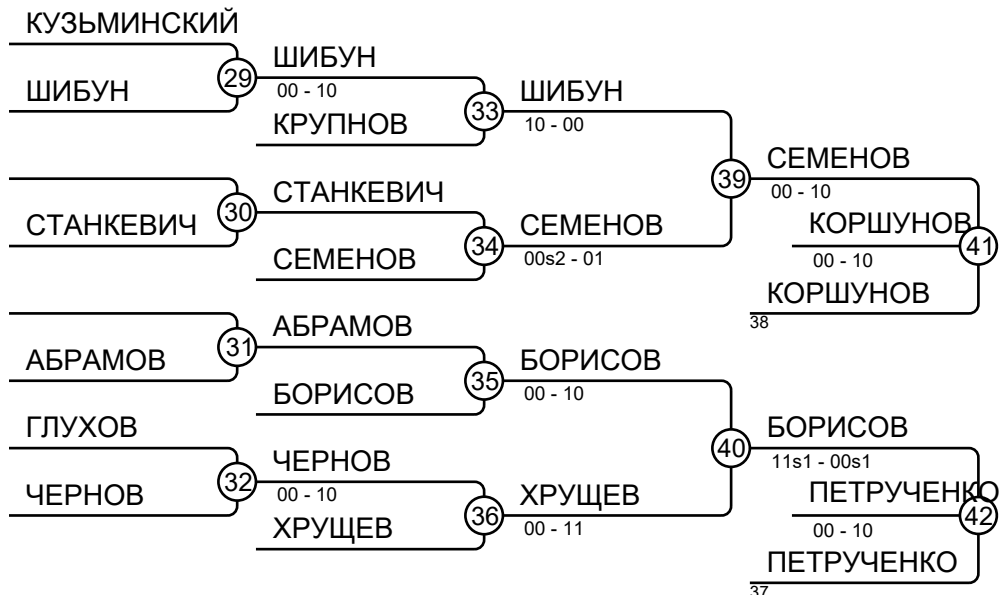 КУЗЬМИНСКИЙ
29
ШИБУН
ШИБУН
00 - 10
33
КРУПНОВ
ШИБУН
10 - 00
39
СЕМЕНОВ
00 - 10
30
СТАНКЕВИЧ
СТАНКЕВИЧ
34
СЕМЕНОВ
СЕМЕНОВ
00s2 - 01
КОРШУНОВ
41
00 - 10
КОРШУНОВ
38
31
АБРАМОВ
АБРАМОВ
35
БОРИСОВ
БОРИСОВ
00 - 10
40
БОРИСОВ
11s1 - 00s1
ГЛУХОВ
32
ЧЕРНОВ
ЧЕРНОВ
00 - 10
36
ХРУЩЕВ
ХРУЩЕВ
00 - 11
ПЕТРУЧЕНКО
42
00 - 10
ПЕТРУЧЕНКО
37